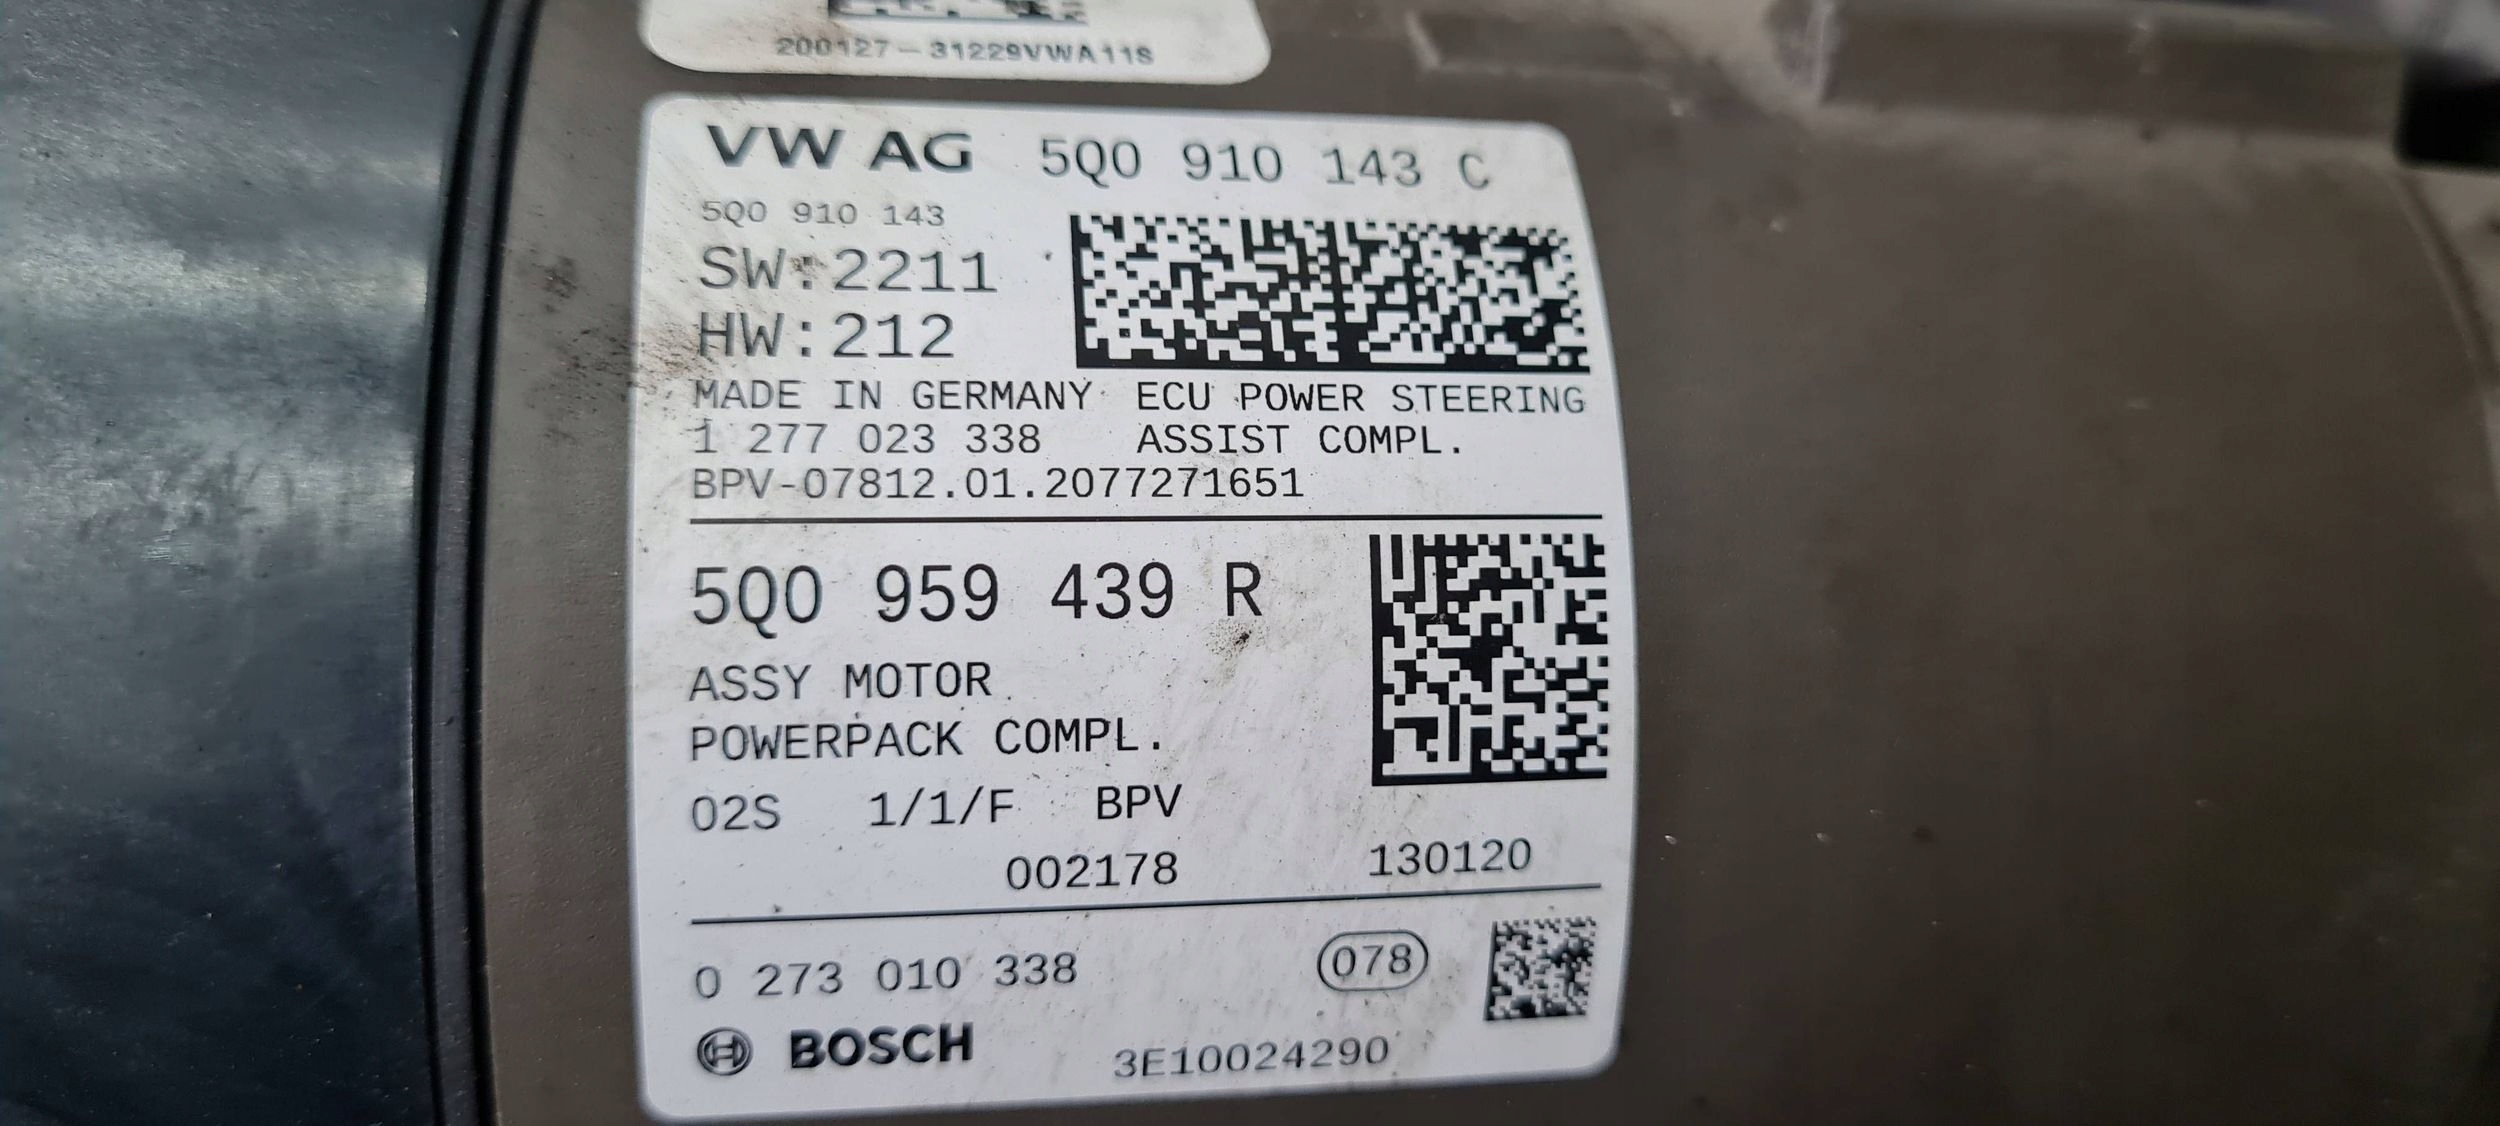 200127-31229VWA11S
VW AG 5Q0 910 143 C
5Q0 910 143
SW:2211
HW:212
MADE IN GERMANY ECU POWER STEERING
1 277 023 338 ASSIST COMPL.
BPV-07812.01.2077271651
5Q0 959 439 R
ASSY MOTOR
POWERPACK COMPL.
02S 1/1/F BPV
002178 130120
0 273 010 338 078
BOSCH 3E10024290